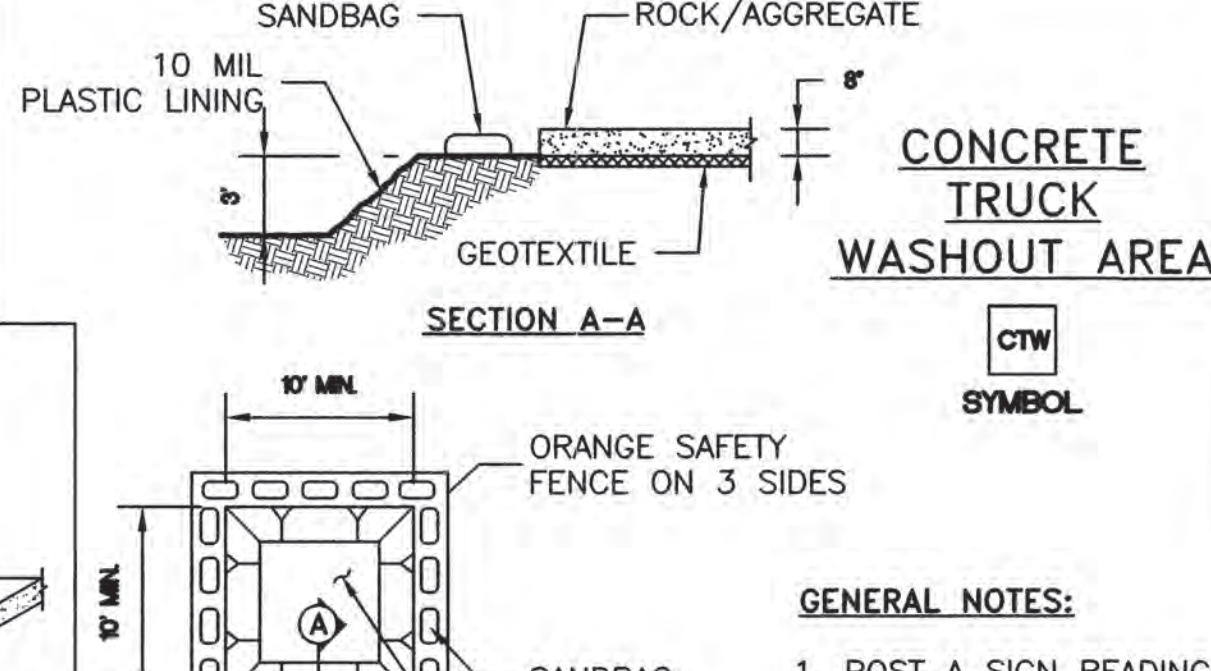 SANDBAG
ROCK/AGGREGATE
10 MIL
PLASTIC LINING
8"
3'
GEOTEXTILE
SECTION A-A
CONCRETE
TRUCK
WASHOUT AREA
CTW
SYMBOL
10' MIN.
ORANGE SAFETY
FENCE ON 3 SIDES
10' MIN.
A
SANDBAG
GENERAL NOTES:
1. POST A SIGN READING